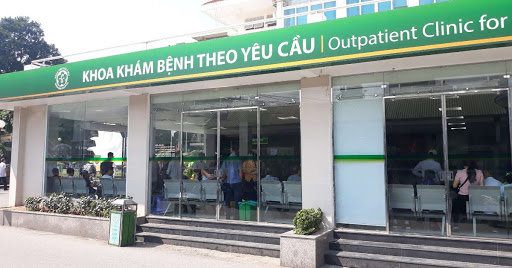 KHOA KHÁM BỆNH THEO YÊU CẦU | Outpatient Clinic for